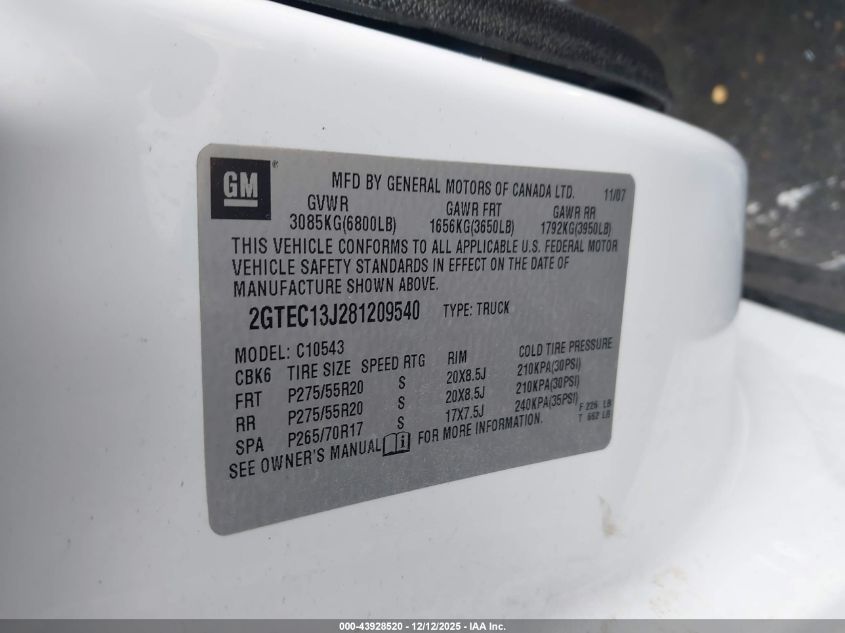 GM ®
MFD BY GENERAL MOTORS OF CANADA LTD. 11/07
GVWR GAWR FRT GAWR RR
3085KG(6800LB) 1656KG(3650LB) 1792KG(3950LB)
THIS VEHICLE CONFORMS TO ALL APPLICABLE U.S. FEDERAL MOTOR
VEHICLE SAFETY STANDARDS IN EFFECT ON THE DATE OF
MANUFACTURE SHOWN ABOVE.
2GTEC13J281209540 TYPE: TRUCK
MODEL: C10543
CBK6 TIRE SIZE SPEED RTG RIM COLD TIRE PRESSURE
FRT P275/55R20 S 20X8.5J 210KPA(30PSI)
RR P275/55R20 S 20X8.5J 210KPA(30PSI)
SPA P265/70R17 S 17X7.5J 240KPA(35PSI)
F 226 LB
T 662 LB
SEE OWNER'S MANUAL FOR MORE INFORMATION.
000-43928520 - 12/12/2025 - IAA Inc.